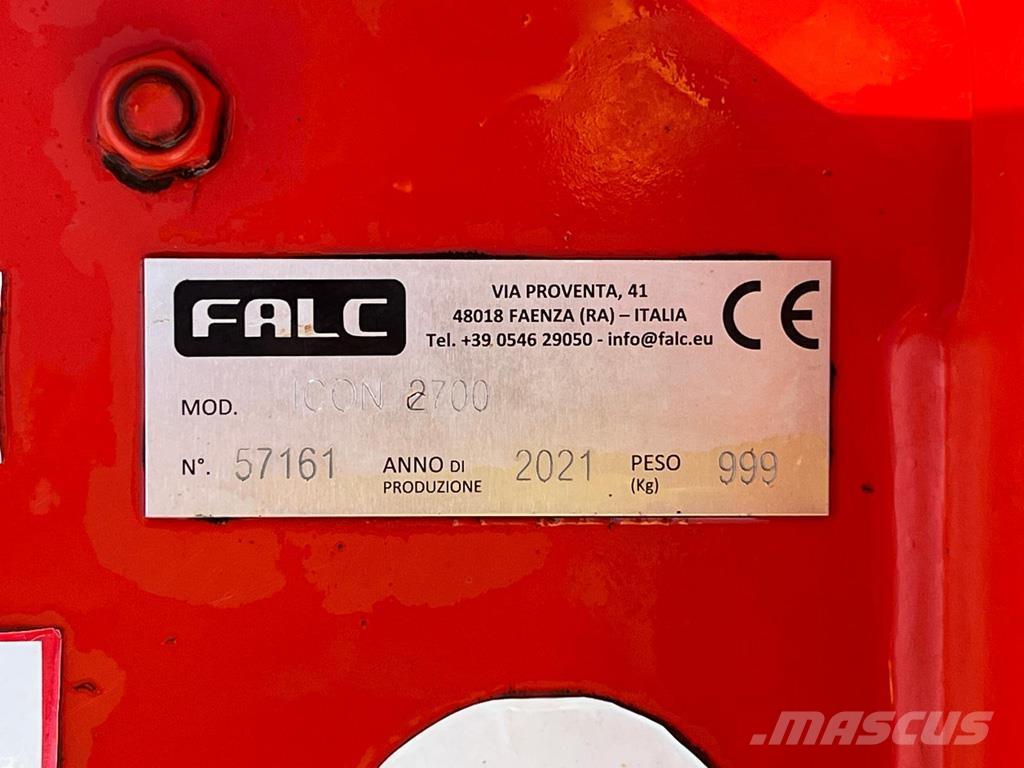 FALC
VIA PROVENTA, 41
48018 FAENZA (RA) – ITALIA
Tel. +39 0546 29050 - info@falc.eu
CE
MOD. ICON 2700
N°. 57161 ANNO DI PRODUZIONE 2021 PESO (Kg) 999
.MASCUS